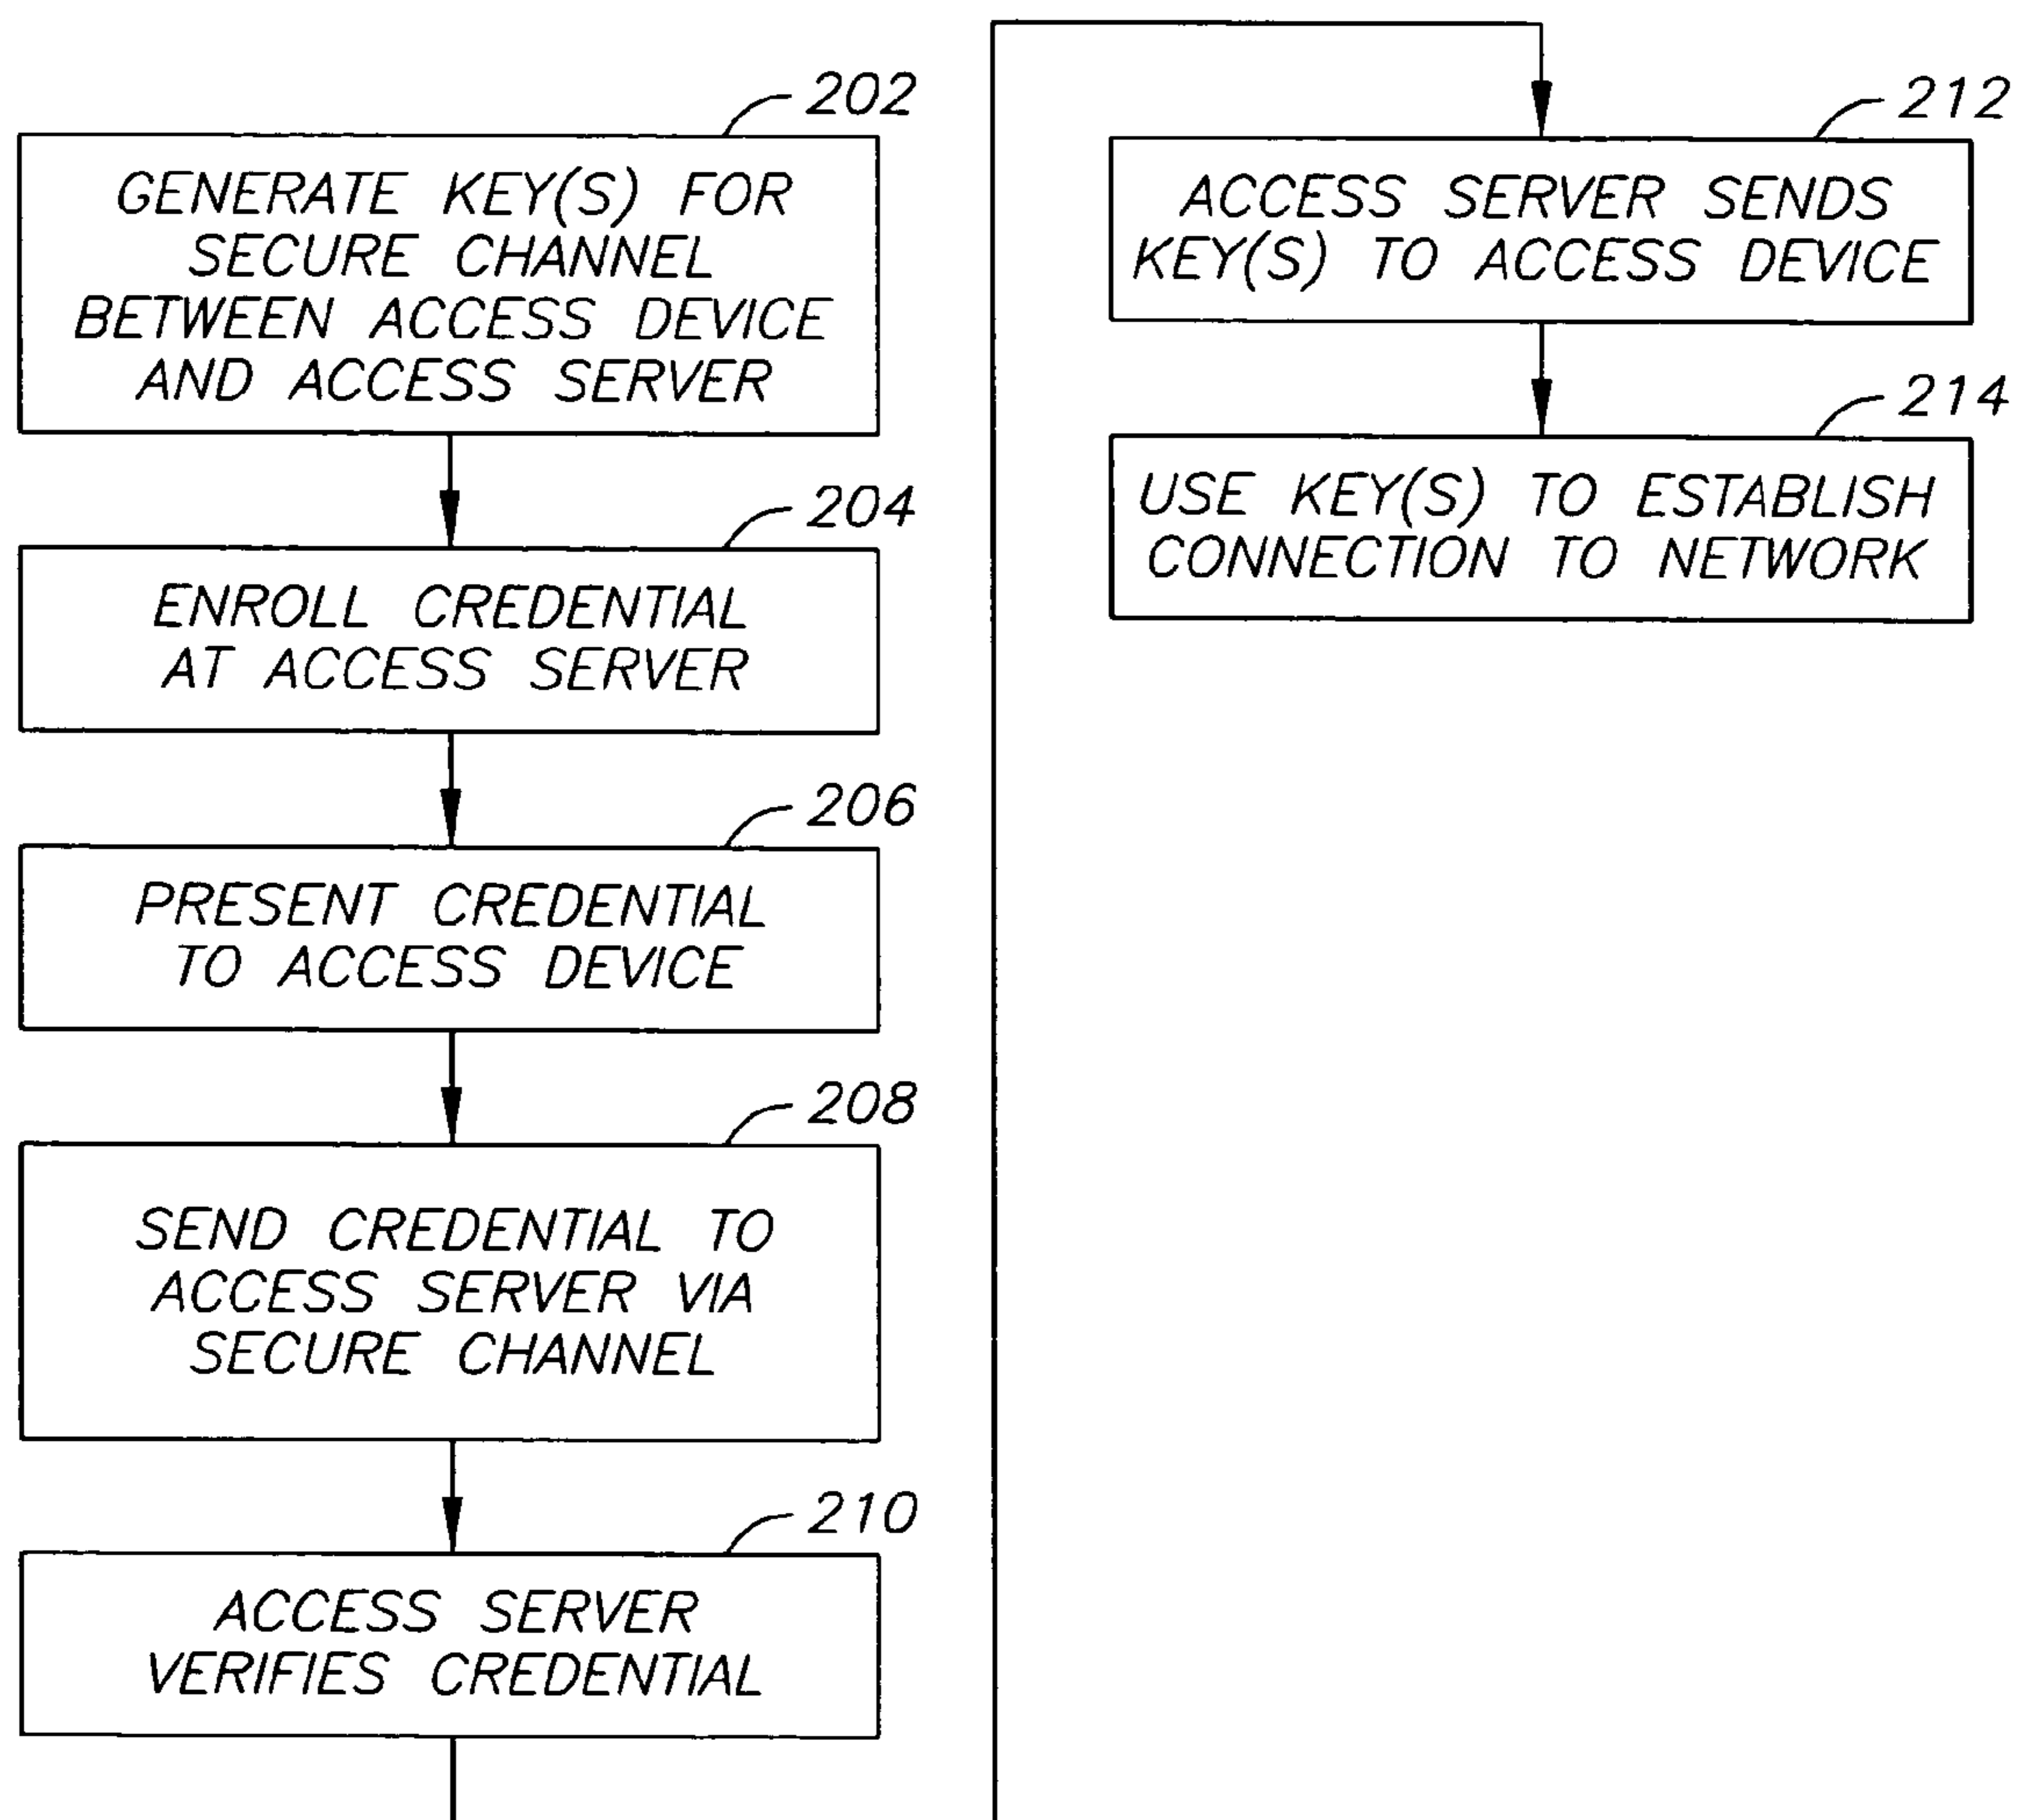 202
GENERATE KEY(S) FOR
SECURE CHANNEL
BETWEEN ACCESS DEVICE
AND ACCESS SERVER
204
ENROLL CREDENTIAL
AT ACCESS SERVER
206
PRESENT CREDENTIAL
TO ACCESS DEVICE
208
SEND CREDENTIAL TO
ACCESS SERVER VIA
SECURE CHANNEL
210
ACCESS SERVER
VERIFIES CREDENTIAL
212
ACCESS SERVER SENDS
KEY(S) TO ACCESS DEVICE
214
USE KEY(S) TO ESTABLISH
CONNECTION TO NETWORK